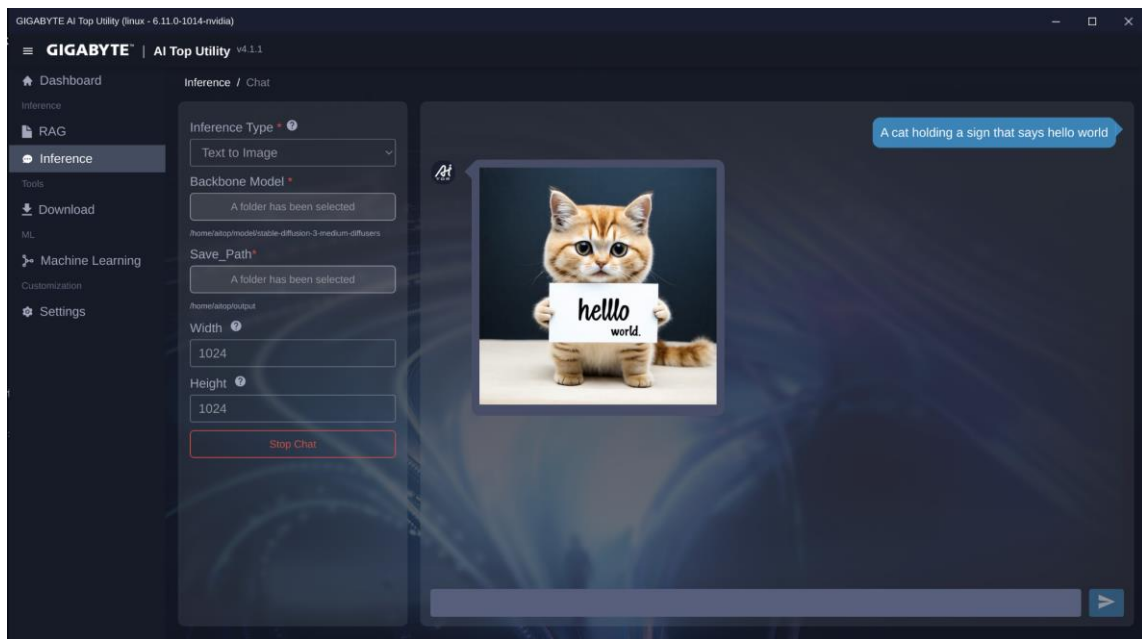 GIGABYTE AI Top Utility (linux - 6.11.0-1014-nvidia)
GIGABYTE™ | AI Top Utility v4.1.1
Dashboard
Inference
RAG
Inference
Tools
Download
ML
Machine Learning
Customization
Settings
Inference / Chat
Inference Type *
Text to Image
Backbone Model *
A folder has been selected
/home/aitop/model/stable-diffusion-3-medium-diffusers
Save_Path*
A folder has been selected
/home/aitop/output
Width
1024
Height
1024
Stop Chat
A cat holding a sign that says hello world
Ai
TOP
helllo
world.